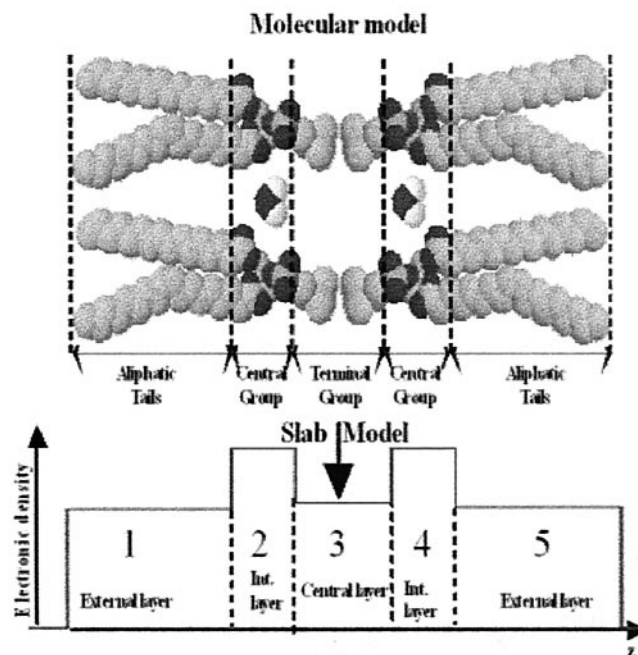 Molecular model
Aliphatic Tails
Central Group
Terminal Group
Central Group
Aliphatic Tails
Slab Model
Electronic density
1
2
3
4
5
External layer
Int. layer
Central layer
Int. layer
External layer
z